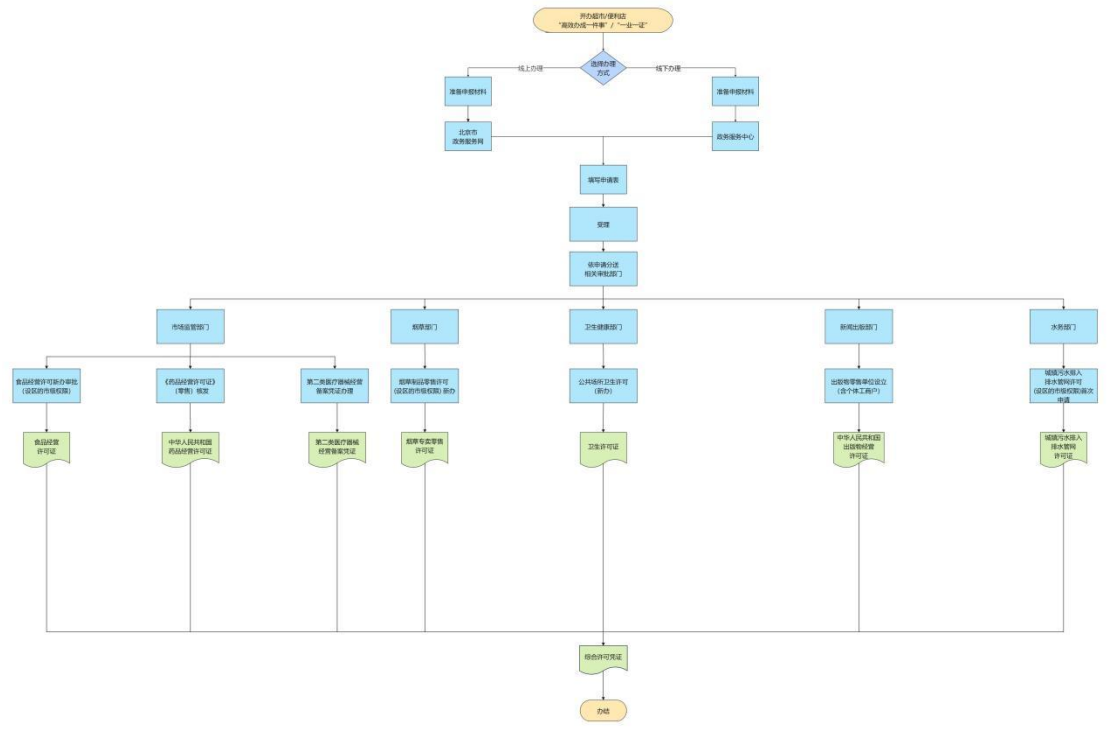 开办超市/便利店
“高效办成一件事” / “一业一证”
选择办理
方式
线上办理
线下办理
准备申报材料
准备申报材料
北京市
政务服务网
政务服务中心
填写申请表
受理
依申请分送
相关审批部门
市场监管部门
烟草部门
卫生健康部门
新闻出版部门
水务部门
食品经营许可新办审批
(设区的市级权限)
《药品经营许可证》
(零售) 核发
第二类医疗器械经营
备案凭证办理
烟草制品零售许可
(设区的市级权限) 新办
公共场所卫生许可
(新办)
出版物零售单位设立
(含个体工商户)
城镇污水排入
排水管网许可
(设区的市级权限)首次
申请
食品经营
许可证
中华人民共和国
药品经营许可证
第二类医疗器械
经营备案凭证
烟草专卖零售
许可证
卫生许可证
中华人民共和国
出版物经营
许可证
城镇污水排入
排水管网
许可证
综合许可凭证
办结